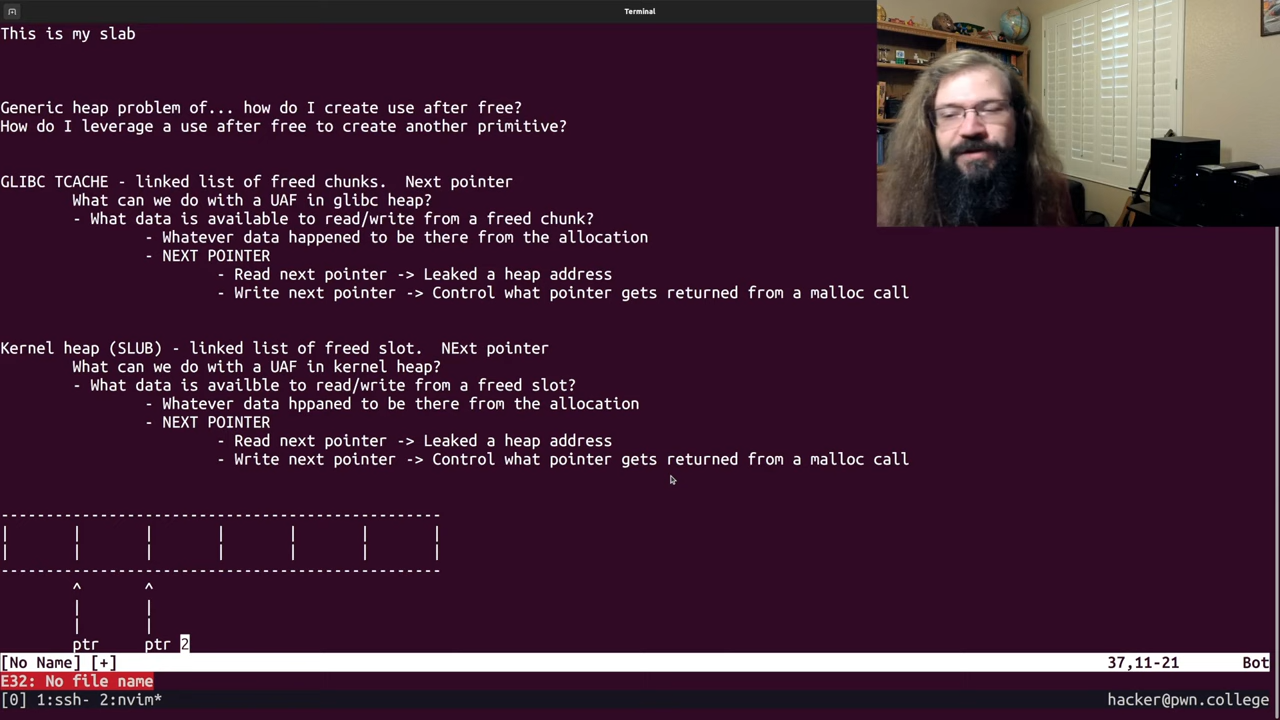 Terminal
This is my slab
Generic heap problem of... how do I create use after free?
How do I leverage a use after free to create another primitive?
GLIBC TCACHE - linked list of freed chunks.  Next pointer
What can we do with a UAF in glibc heap?
- What data is available to read/write from a freed chunk?
- Whatever data happened to be there from the allocation
- NEXT POINTER
- Read next pointer -> Leaked a heap address
- Write next pointer -> Control what pointer gets returned from a malloc call
Kernel heap (SLUB) - linked list of freed slot.  NExt pointer
What can we do with a UAF in kernel heap?
- What data is availble to read/write from a freed slot?
- Whatever data hppaned to be there from the allocation
- NEXT POINTER
- Read next pointer -> Leaked a heap address
- Write next pointer -> Control what pointer gets returned from a malloc call
-------------------------------------------------
|       |       |       |       |       |       |
|       |       |       |       |       |       |
-------------------------------------------------
^       ^
|       |
|       |
ptr     ptr 2
[No Name] [+] 37,11-21 Bot
E32: No file name
[0] 1:ssh- 2:nvim* hacker@pwn.college